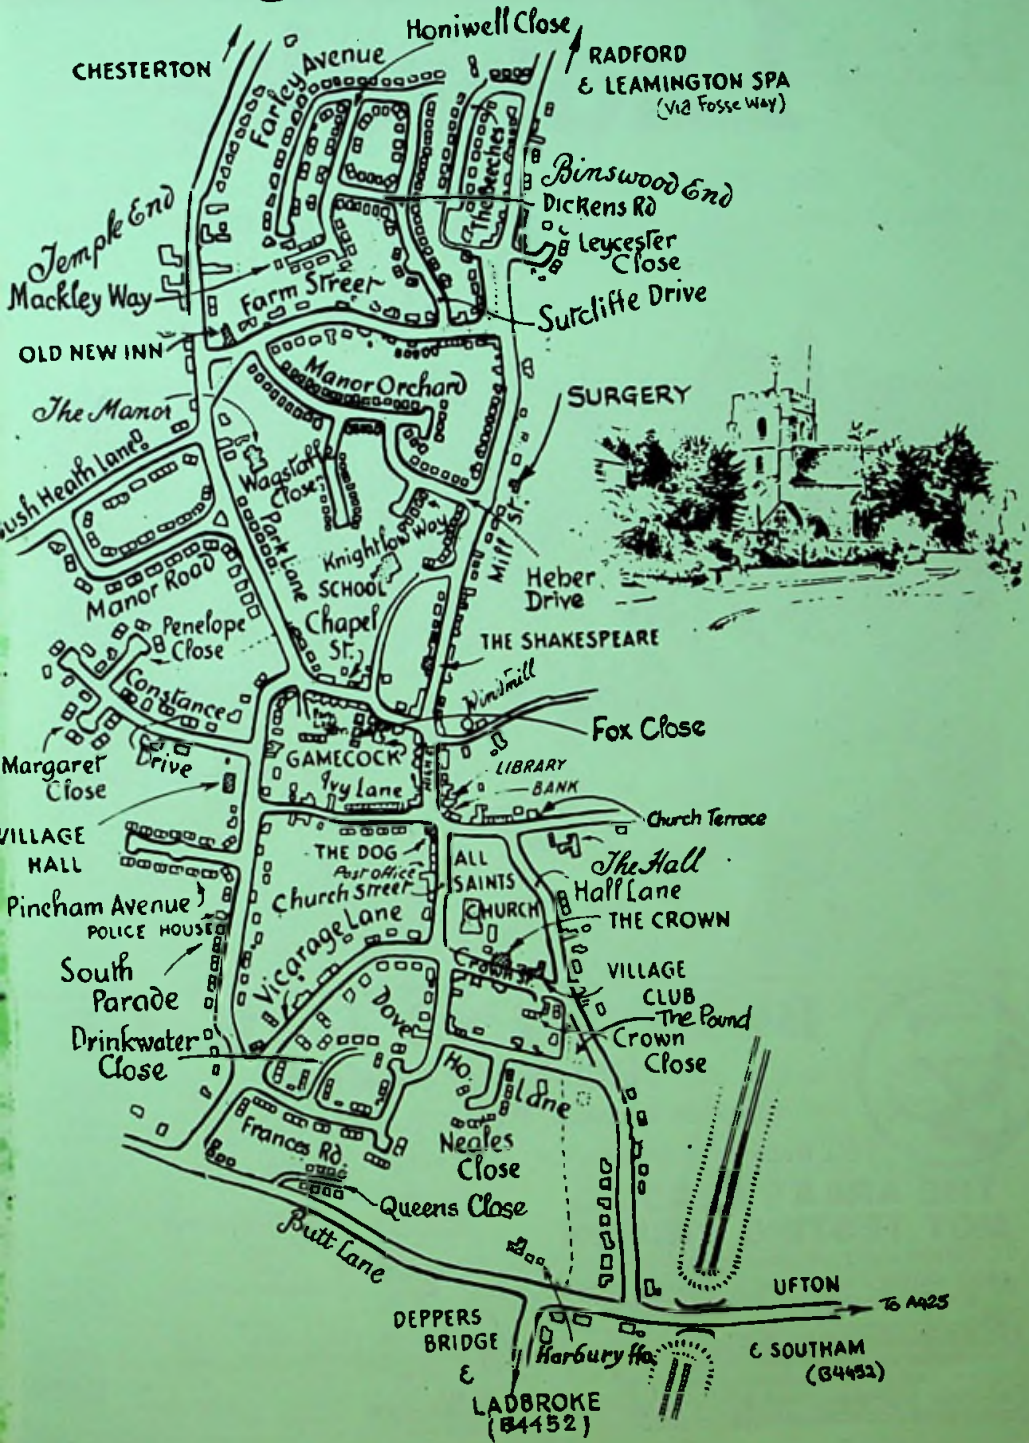 Honiwell Close
CHESTERTON
Farley Avenue
RADFORD
& LEAMINGTON SPA
(via Fosse Way)
The Beeches
Binswood End
Dickens Rd
Temple End
Leycester
Close
Mackley Way
Farm Street
Sutcliffe Drive
OLD NEW INN
Manor Orchard
The Manor
SURGERY
Bush Heath Lane
Wagstaffe
Close
Park Lane
Knightlow Way
Mill St.
SCHOOL
Heber
Drive
Manor Road
Penelope
Close
Chapel
St.
THE SHAKESPEARE
Constance
Drive
Windmill
Fox Close
GAMECOCK
HIGH ST
Margaret
Close
Ivy Lane
LIBRARY
BANK
Church Terrace
VILLAGE
HALL
THE DOG
Post Office
Church Street
ALL
SAINTS
CHURCH
The Hall
Hall Lane
Pincham Avenue
POLICE HOUSE
THE CROWN
Vicarage Lane
Crown St.
South
Parade
VILLAGE
CLUB
The Pound
Dove
Ho.
Lane
Crown
Close
Drinkwater
Close
Frances Rd.
Neales
Close
Queens Close
Butt Lane
UFTON
To A425
DEPPERS
BRIDGE
&
LADBROKE
(B4452)
Harbury Ho.
& SOUTHAM
(B4452)